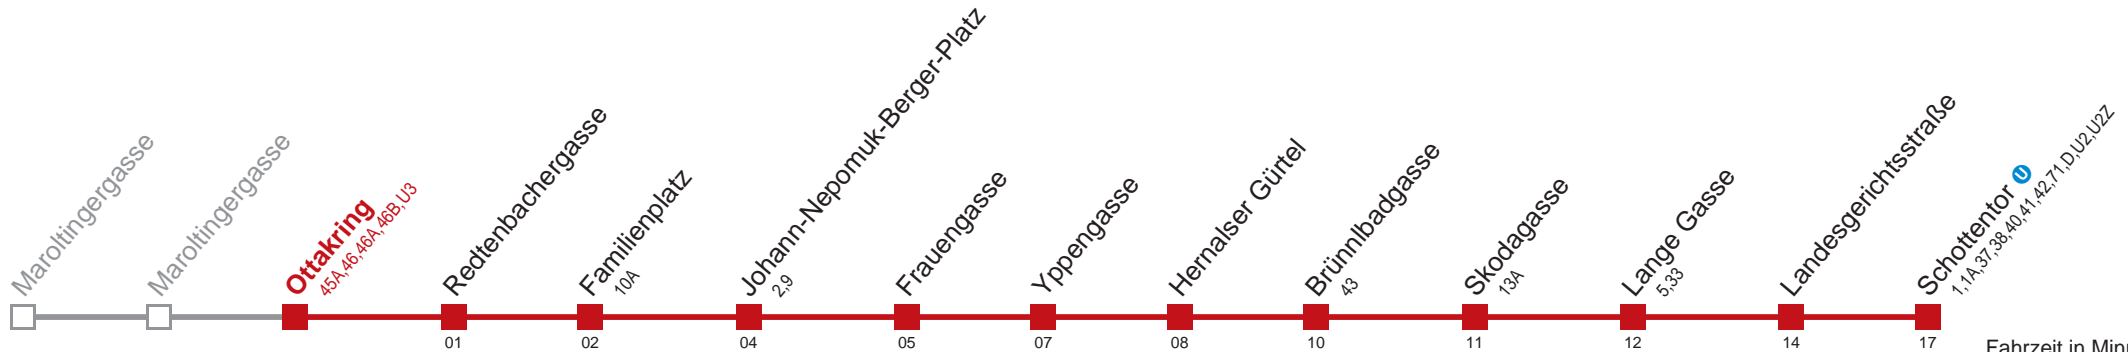 Maroltingergasse
Maroltingergasse
Ottakring
45A,46,46A,46B,U3
Redtenbachergasse
Familienplatz
10A
Johann-Nepomuk-Berger-Platz
2,9
Frauengasse
Yppengasse
Hernalser Gürtel
Brünnlbadgasse
43
Skodagasse
13A
Lange Gasse
5,33
Landesgerichtsstraße
Schottentor U
1,1A,37,38,40,41,42,71,D,U2,U2Z
01 02 04 05 07 08 10 11 12 14 17
Fahrzeit in